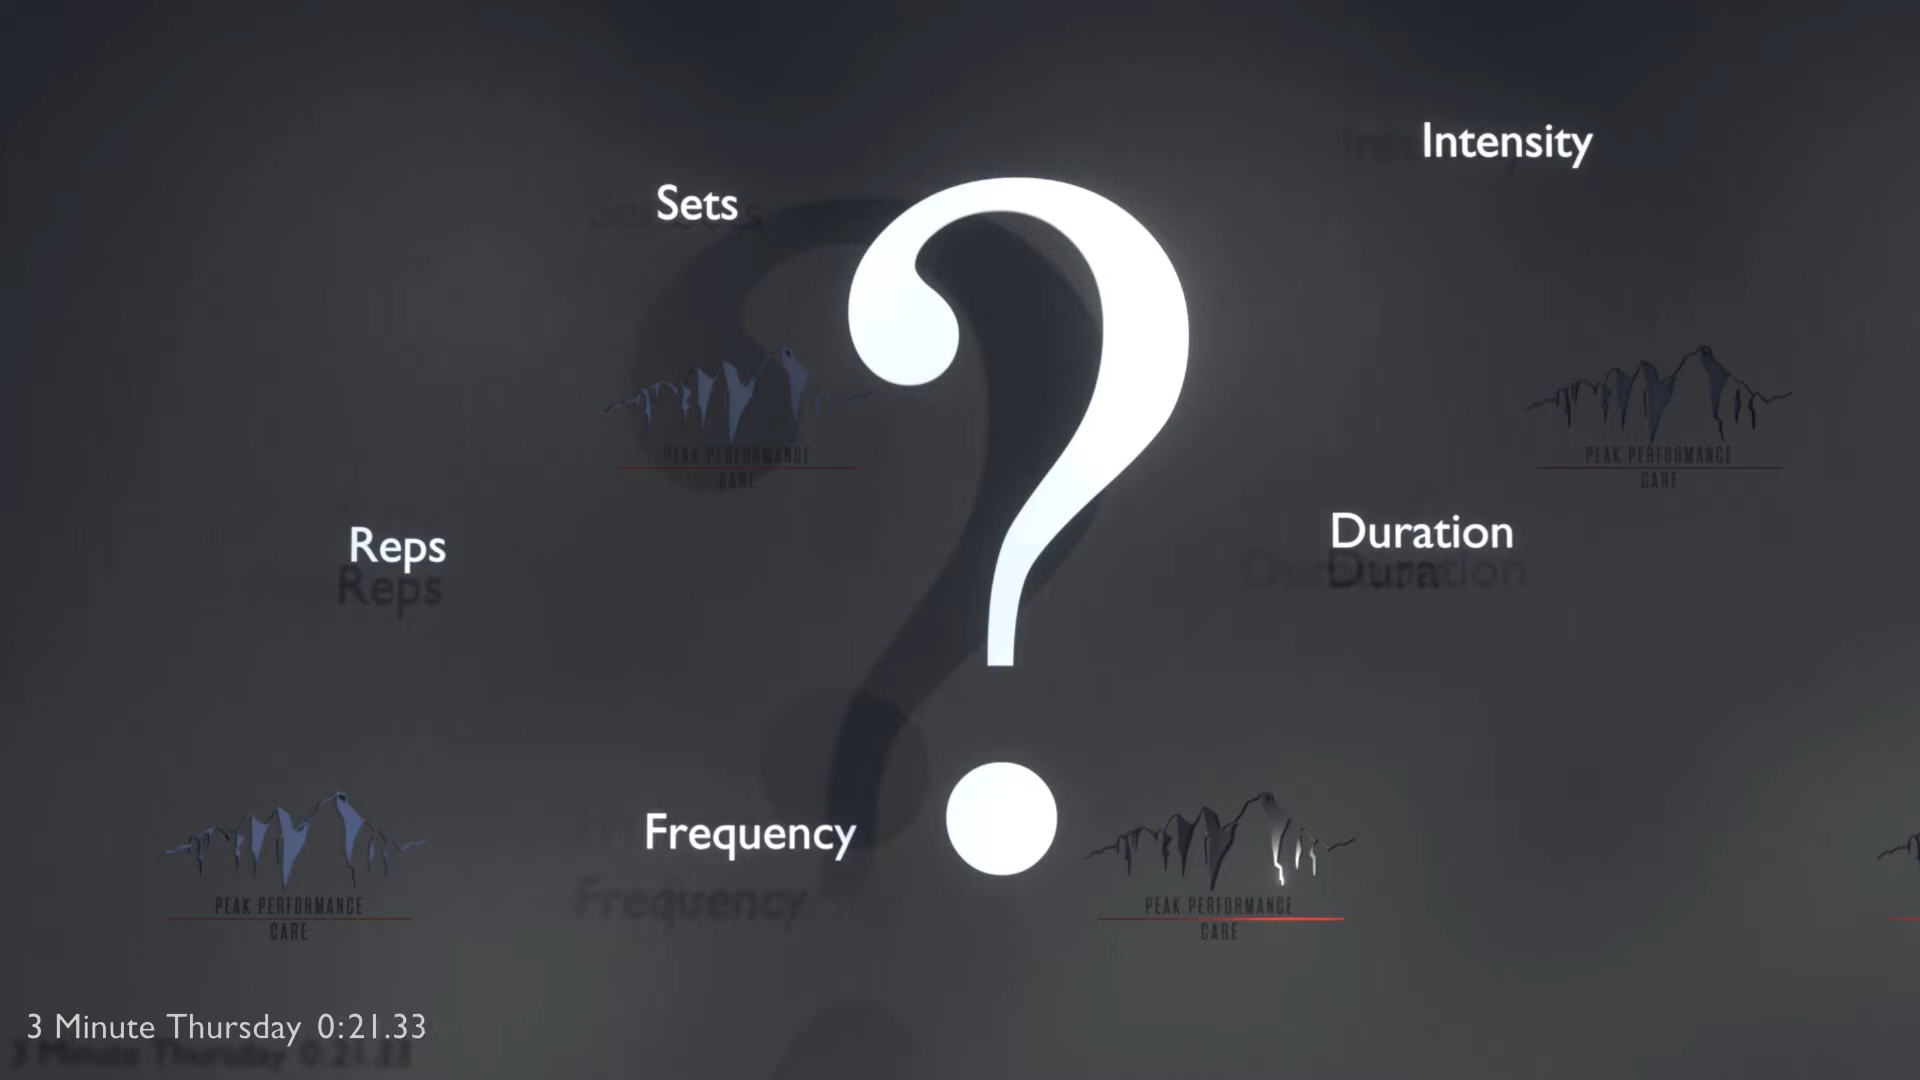 Intensity
Sets
?
PEAK PERFORMANCE
CARE
PEAK PERFORMANCE
CARE
Reps
Duration
Frequency
PEAK PERFORMANCE
CARE
PEAK PERFORMANCE
CARE
3 Minute Thursday 0:21.33